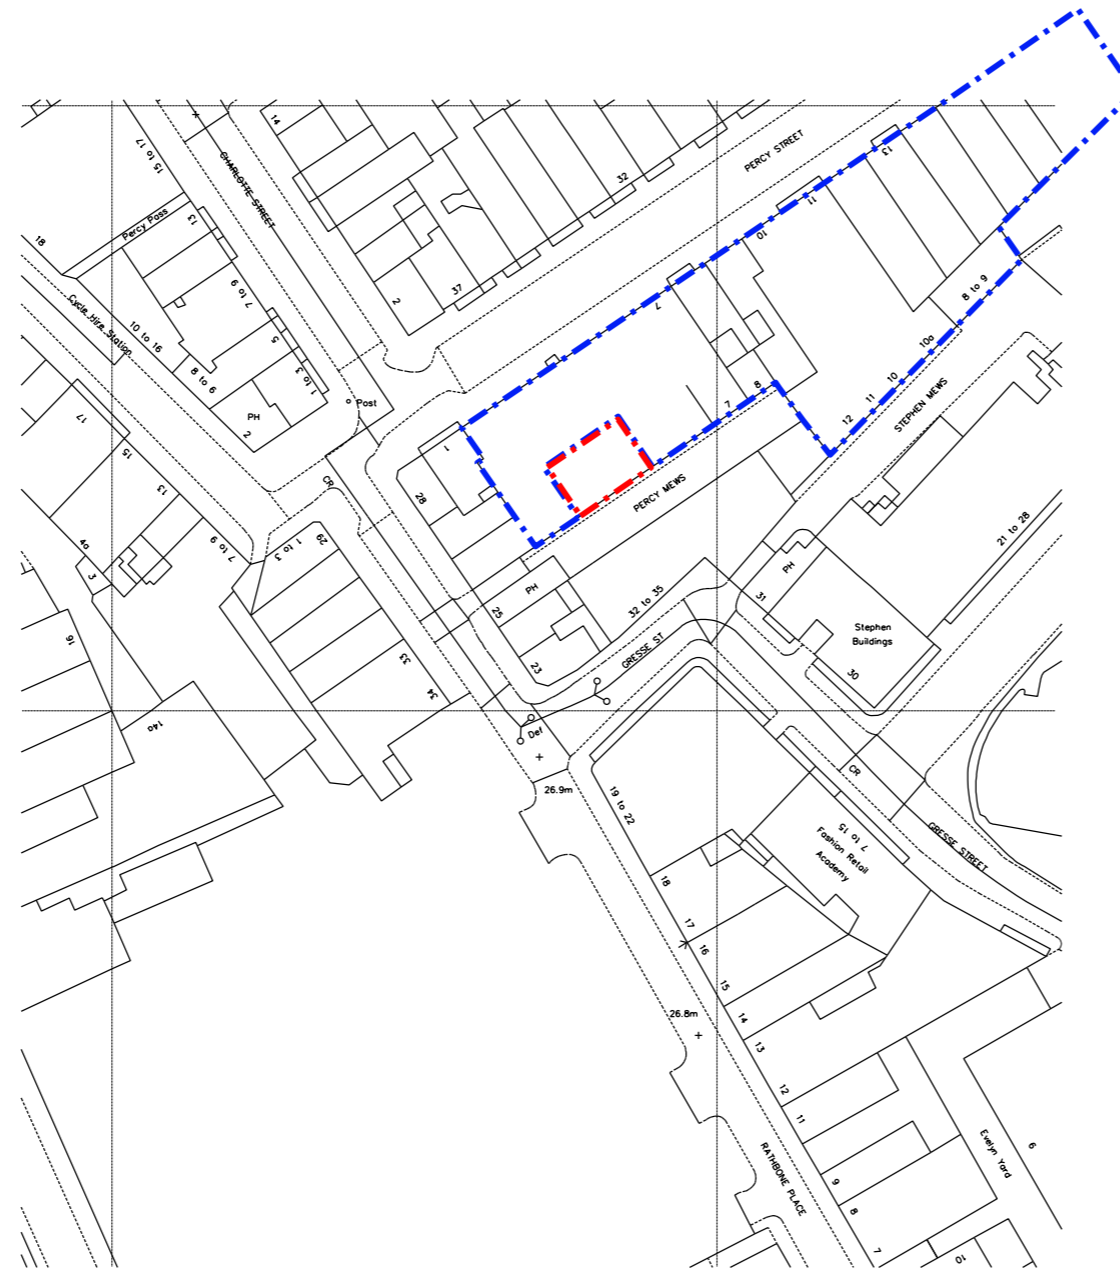 15 to 17
CHARLOTTE STREET
14
PERCY STREET
32
13
11
10
Percy Pass
13
18
7 to 9
2
37
Cycle Hire Station
10 to 16
5
8 to 9
1 to 3
8 to 9
7
10a
PH
2
Post
10
11
12
STEPHEN MEWS
8
7
17
15
1
CR
28
PERCY MEWS
13
7 to 9
1 to 3
29
4a
3
PH
21 to 28
PH
31
25
32 to 35
Stephen
Buildings
16
33
23
GRESSE ST
30
34
14a
Def
CR
26.9m
19 to 22
7 to 15
Fashion Retail
Academy
GRESSE STREET
18
17
16
15
26.8m
14
13
12
11
Evelyn Yard
6
RATHBONE PLACE
9
8
7
10